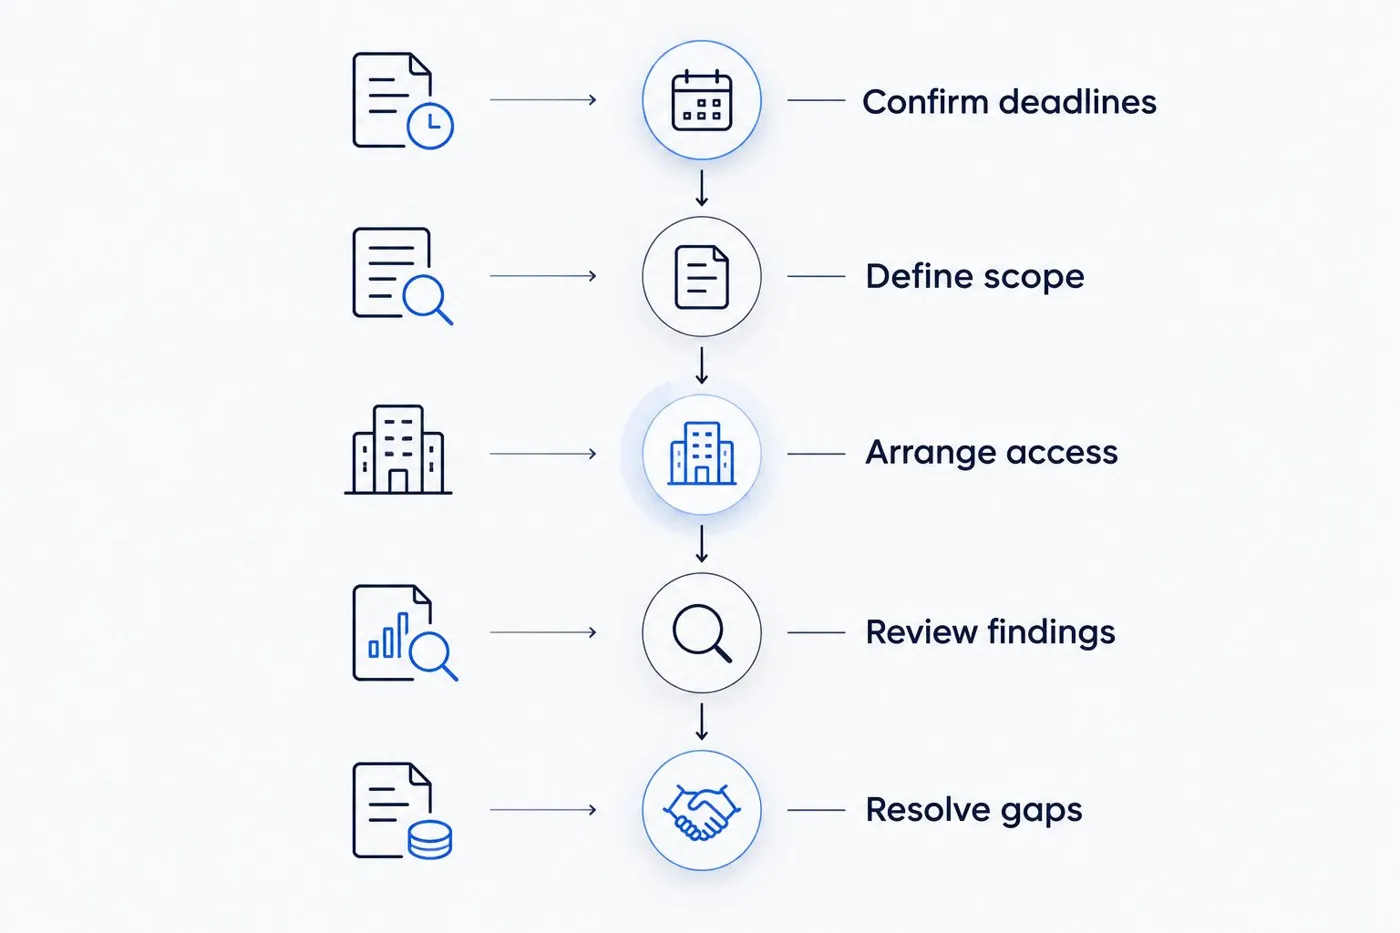 Confirm deadlines
Define scope
Arrange access
Review findings
Resolve gaps